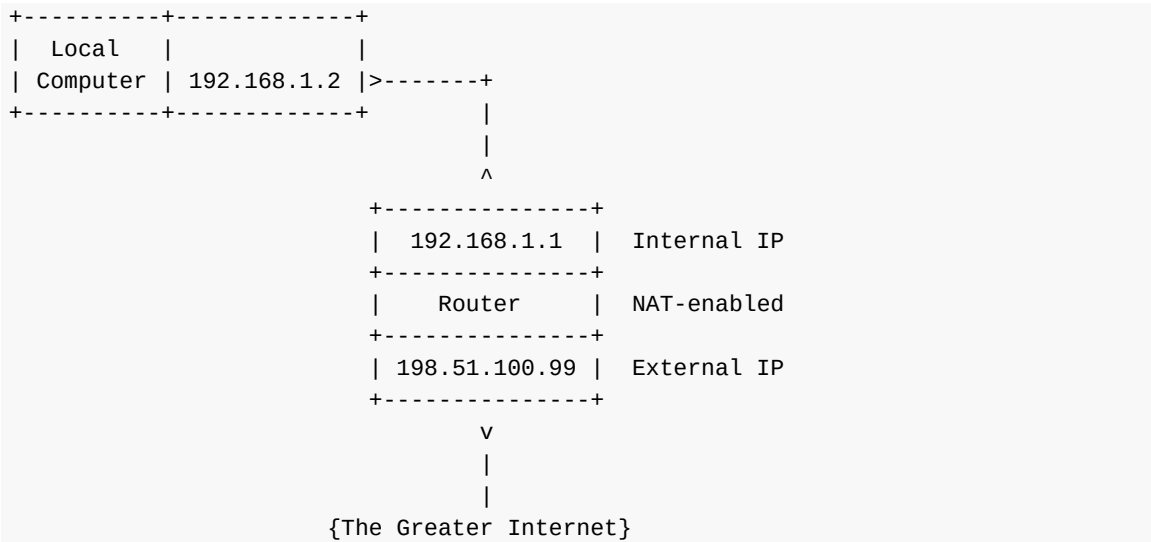 +----------+-------------+
|  Local   |             |
| Computer | 192.168.1.2 |>-------+
+----------+-------------+        |
                                  |
                                  ^
                          +---------------+
                          |  192.168.1.1  |  Internal IP
                          +---------------+
                          |    Router     |  NAT-enabled
                          +---------------+
                          | 198.51.100.99 |  External IP
                          +---------------+
                                  v
                                  |
                                  |
                       {The Greater Internet}